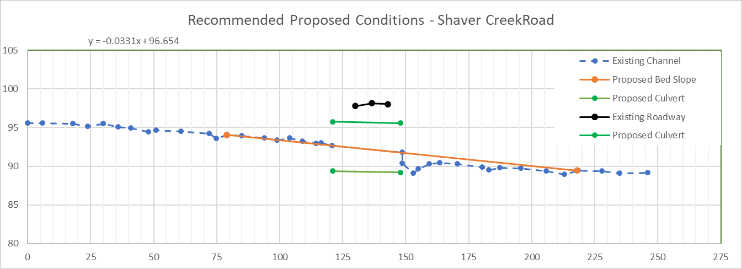 Recommended Proposed Conditions - Shaver CreekRoad
y = -0.0331x + 96.654
105
100
95
90
85
80
Existing Channel
Proposed Bed Slope
Proposed Culvert
Existing Roadway
Proposed Culvert
0 25 50 75 100 125 150 175 200 225 250 275